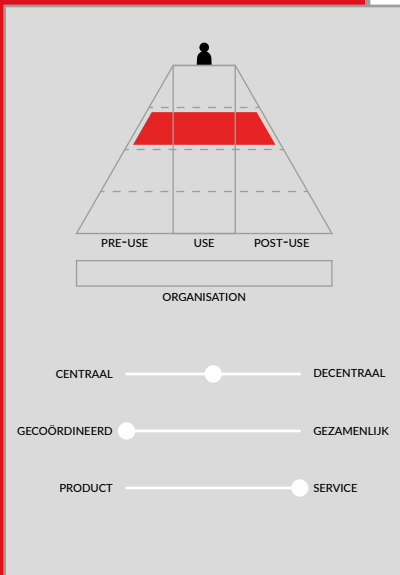 PRE-USE USE POST-USE
ORGANISATION
CENTRAAL DECENTRAAL
GECOÖRDINEERD GEZAMENLIJK
PRODUCT SERVICE